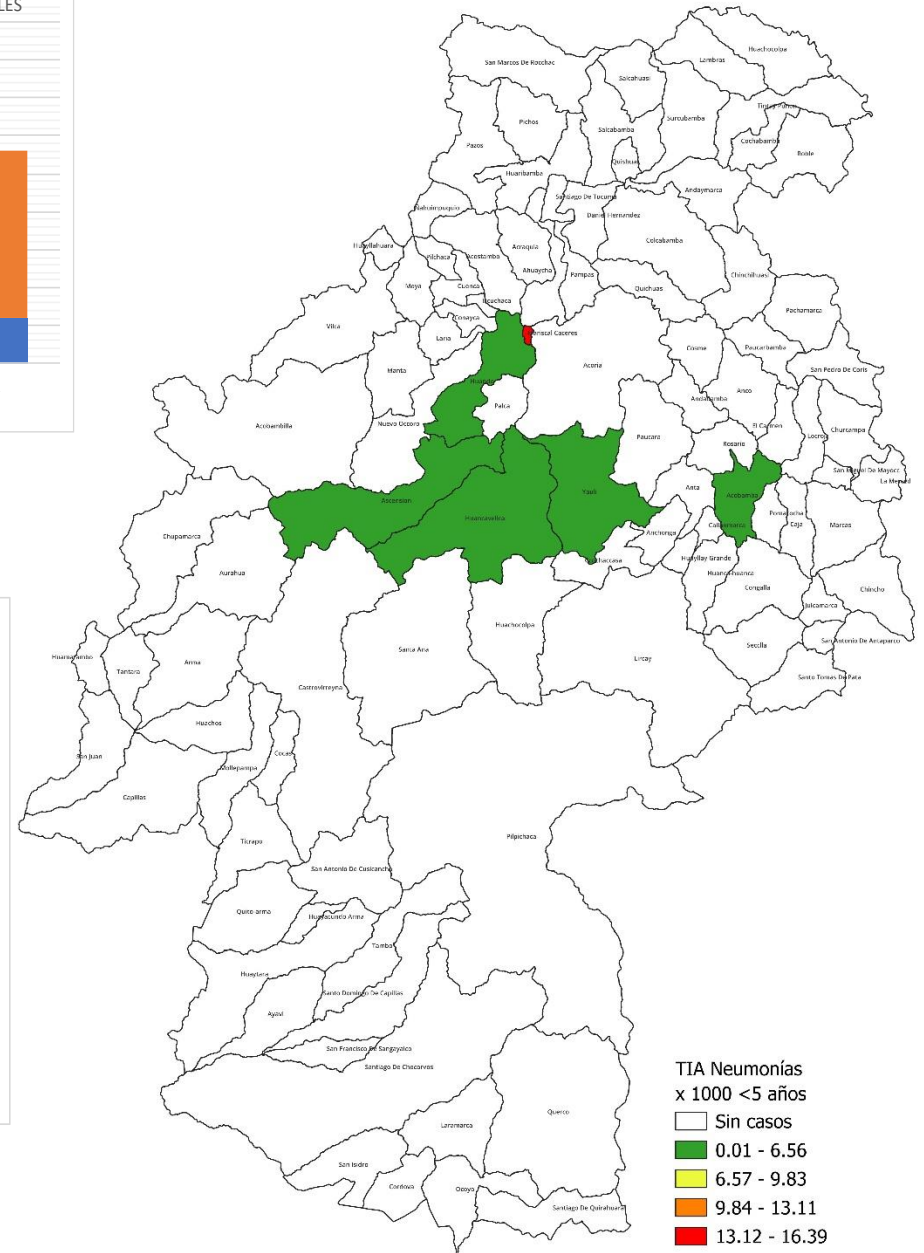 LES
San Marcos De Rocchac
Lambras
Huachocolpa
Salcahuasi
Pichos
Salcabamba
Surcubamba
Tintay Puncu
Pazos
Cochabamba
Roble
Quishuar
Huaribamba
Andaymarca
Santiago De Tucuma
Ñahuimpuquio
Daniel Hernandez
Colcabamba
Huayllahuara
Acraquia
Pilchaca
Acostambo
Ahuaycha
Pampas
Chinchihuasi
Moya
Cuenca
Quichuas
Izcuchaca
Pachamarca
Vilca
Conayca
Mariscal Caceres
Laria
Cosme
Paucarbamba
Acoria
San Pedro De Coris
Manta
Anco
Andabamba
Palca
Acobambilla
Nuevo Occoro
El Carmen
Churcampa
Paucara
Rosario
Locroja
San Miguel De Mayocc
La Merced
Anta
Yauli
Acobamba
Ascension
Huancavelica
Pomacocha
Caja
Marcas
Chupamarca
Anchonga
Huayllay Grande
Aurahua
Congalla
Chincho
Julcamarca
Huachocolpa
Secclla
San Antonio De Antaparco
Santa Ana
Lircay
Arma
Tantara
Santo Tomas De Pata
Castrovirreyna
Huachos
San Juan
Cocas
Mollepampa
Capillas
Pilpichaca
Ticrapo
San Antonio De Cusicancha
Quito-arma
Huayacundo Arma
Tambo
Huaytara
Santo Domingo De Capillas
Ayavi
San Francisco De Sangayaico
Santiago De Chocorvos
Querco
Laramarca
San Isidro
Cordova
Ocoyo
Santiago De Quirahuara
TIA Neumonías
x 1000 <5 años
Sin casos
0.01 - 6.56
6.57 - 9.83
9.84 - 13.11
13.12 - 16.39